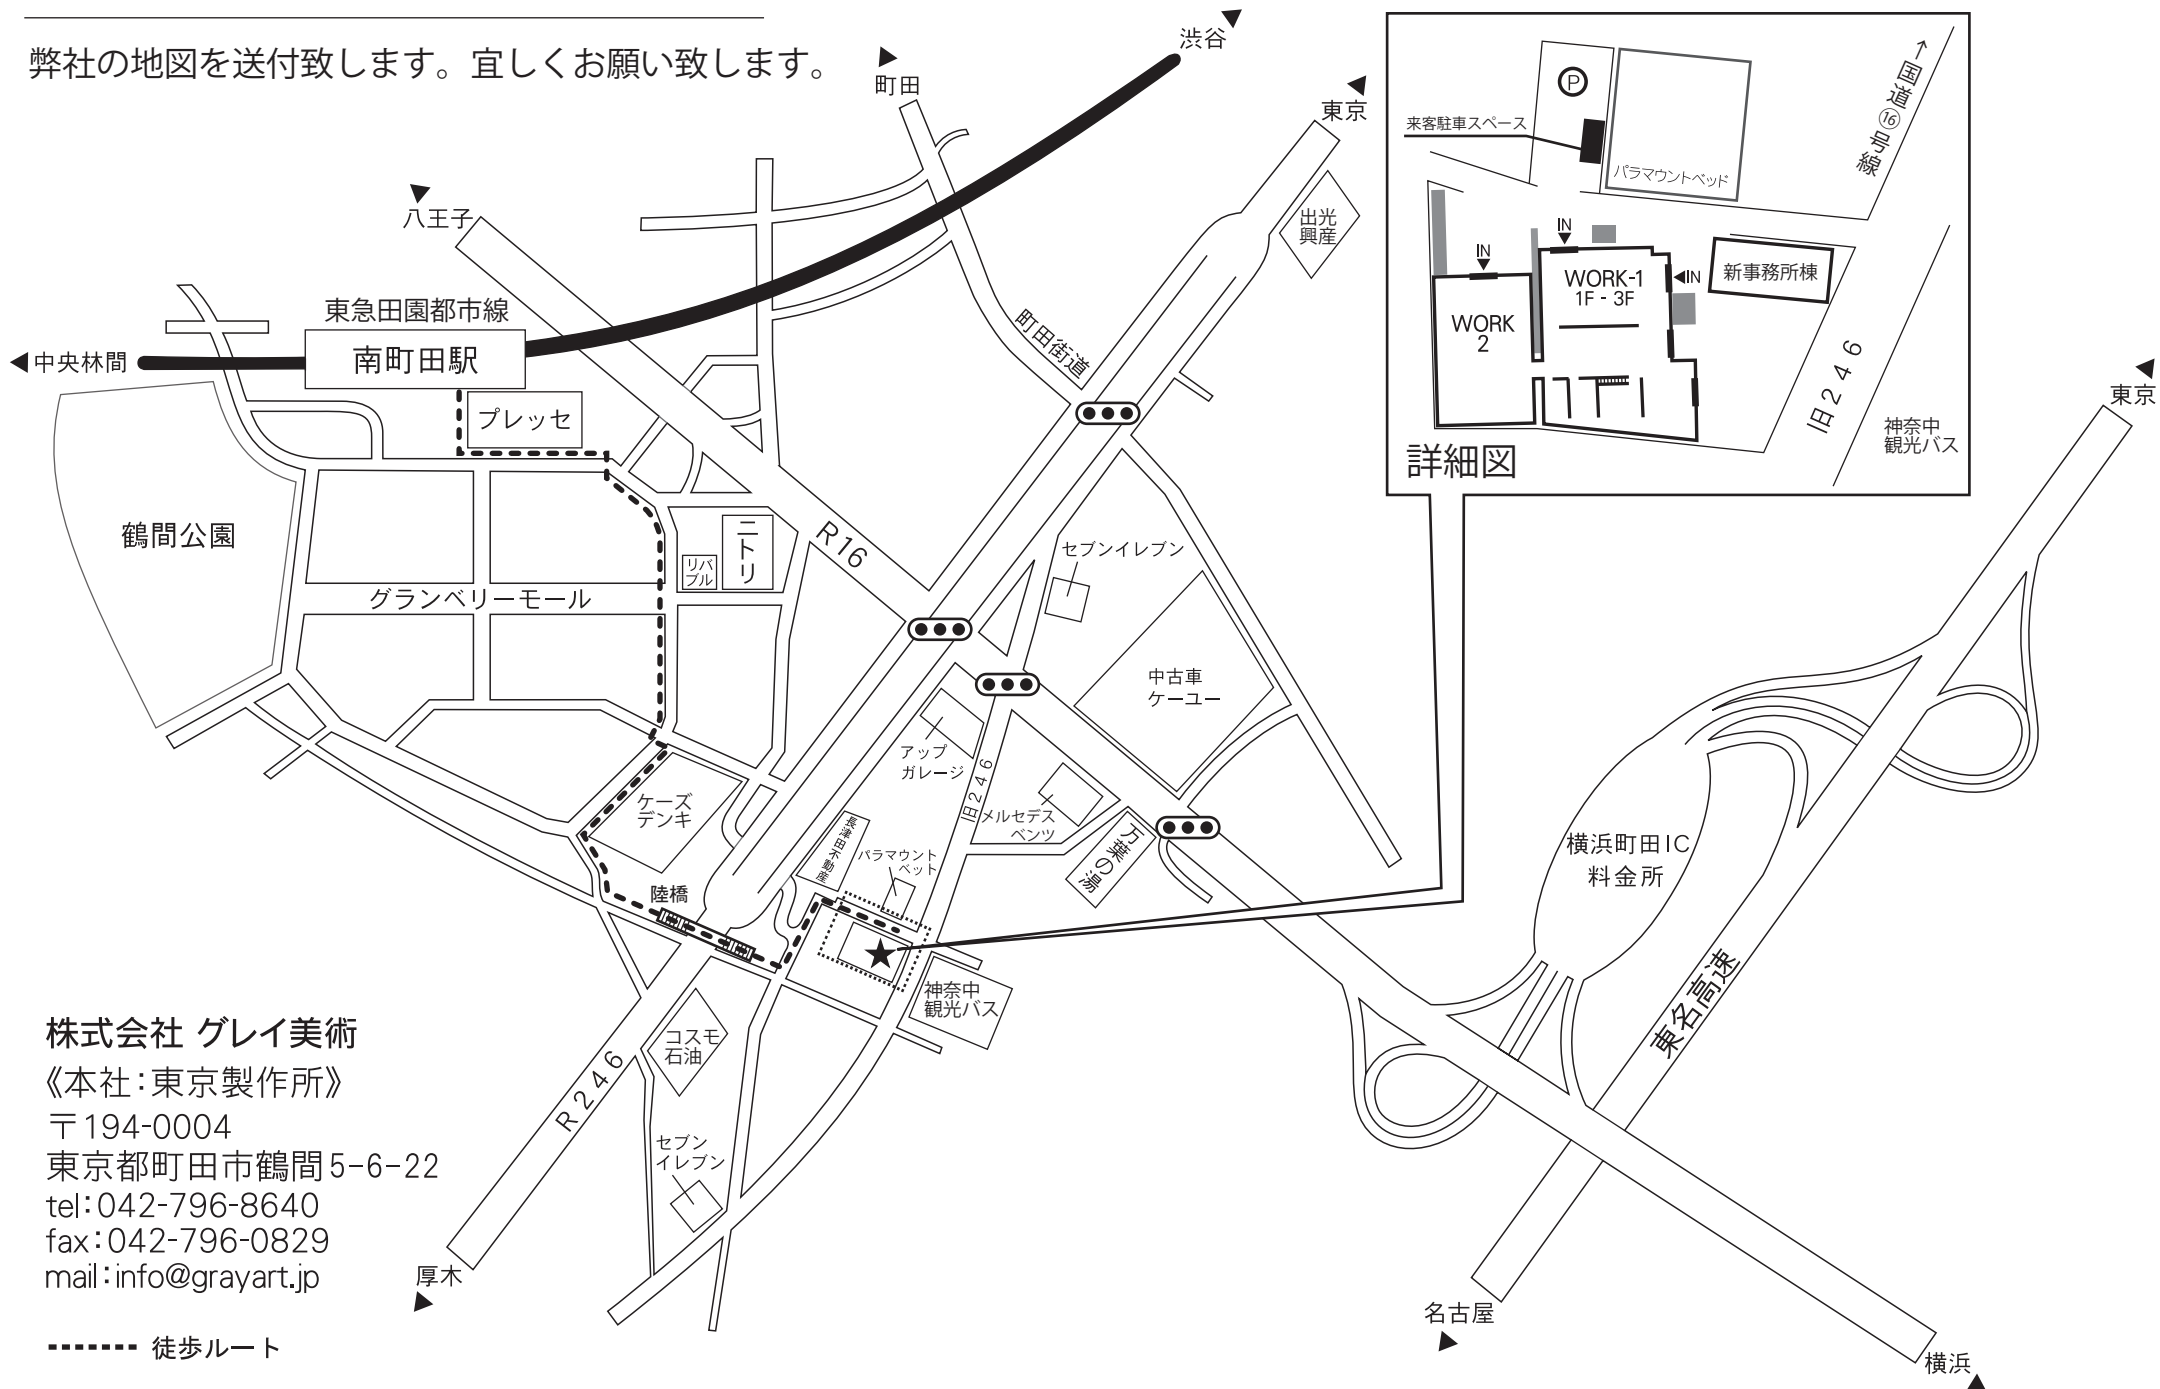 弊社の地図を送付致します。宜しくお願い致します。
渋谷
町田
東京
八王子
出光
興産
東急田園都市線
南町田駅
中央林間
町田街道
プレッセ
鶴間公園
ニトリ
リバ
ブル
R16
セブンイレブン
グランベリーモール
中古車
ケーユー
アップ
ガレージ
旧246
メルセデス
ベンツ
ケーズ
デンキ
長津田不動産
パラマウント
ベット
万葉の湯
陸橋
★
神奈中
観光バス
コスモ
石油
R246
セブン
イレブン
厚木
横浜町田IC
料金所
東名高速
東京
名古屋
横浜
来客駐車スペース
P
パラマウントベッド
↑国道⑯号線
IN
IN
IN
WORK-1
1F - 3F
WORK
2
新事務所棟
旧246
神奈中
観光バス
詳細図
株式会社 グレイ美術
《本社:東京製作所》
〒194-0004
東京都町田市鶴間5-6-22
tel:042-796-8640
fax:042-796-0829
mail:info@grayart.jp
徒歩ルート